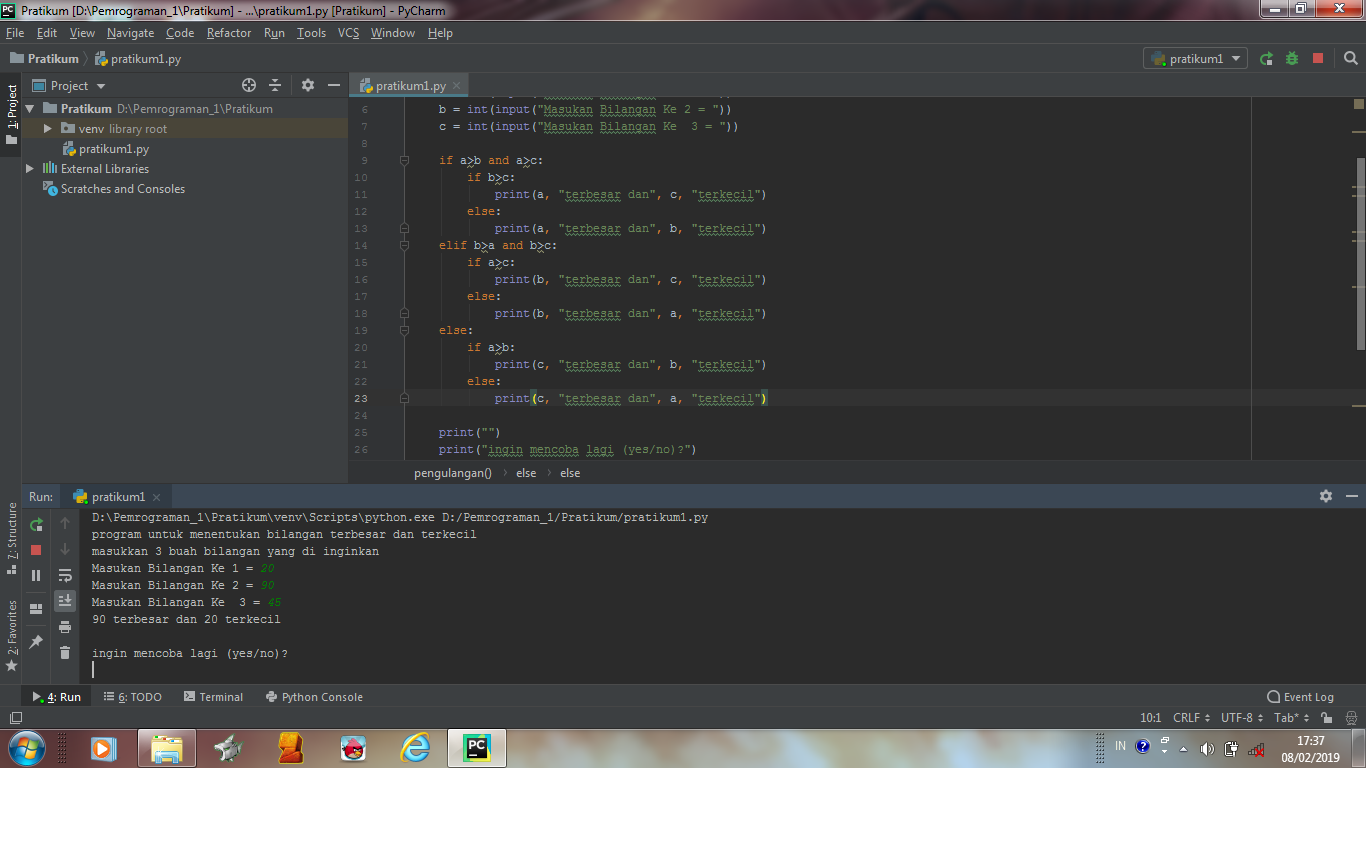 Pratikum [D:\Pemrograman_1\Pratikum] - ...\pratikum1.py [Pratikum] - PyCharm
File Edit View Navigate Code Refactor Run Tools VCS Window Help
Pratikum pratikum1.py
pratikum1
Project
pratikum1.py
1: Project
Pratikum D:\Pemrograman_1\Pratikum
venv library root
pratikum1.py
External Libraries
Scratches and Consoles
6 b = int(input("Masukan Bilangan Ke 2 = "))
7 c = int(input("Masukan Bilangan Ke  3 = "))
8
9 if a>b and a>c:
10 if b>c:
11 print(a, "terbesar dan", c, "terkecil")
12 else:
13 print(a, "terbesar dan", b, "terkecil")
14 elif b>a and b>c:
15 if a>c:
16 print(b, "terbesar dan", c, "terkecil")
17 else:
18 print(b, "terbesar dan", a, "terkecil")
19 else:
20 if a>b:
21 print(c, "terbesar dan", b, "terkecil")
22 else:
23 print(c, "terbesar dan", a, "terkecil")
24
25 print("")
26 print("ingin mencoba lagi (yes/no)?")
pengulangan() > else > else
Run: pratikum1
7: Structure
2: Favorites
D:\Pemrograman_1\Pratikum\venv\Scripts\python.exe D:/Pemrograman_1/Pratikum/pratikum1.py
program untuk menentukan bilangan terbesar dan terkecil
masukkan 3 buah bilangan yang di inginkan
Masukan Bilangan Ke 1 = 20
Masukan Bilangan Ke 2 = 90
Masukan Bilangan Ke  3 = 45
90 terbesar dan 20 terkecil
ingin mencoba lagi (yes/no)?
4: Run 6: TODO Terminal Python Console Event Log
10:1 CRLF UTF-8 Tab*
IN 17:37
08/02/2019